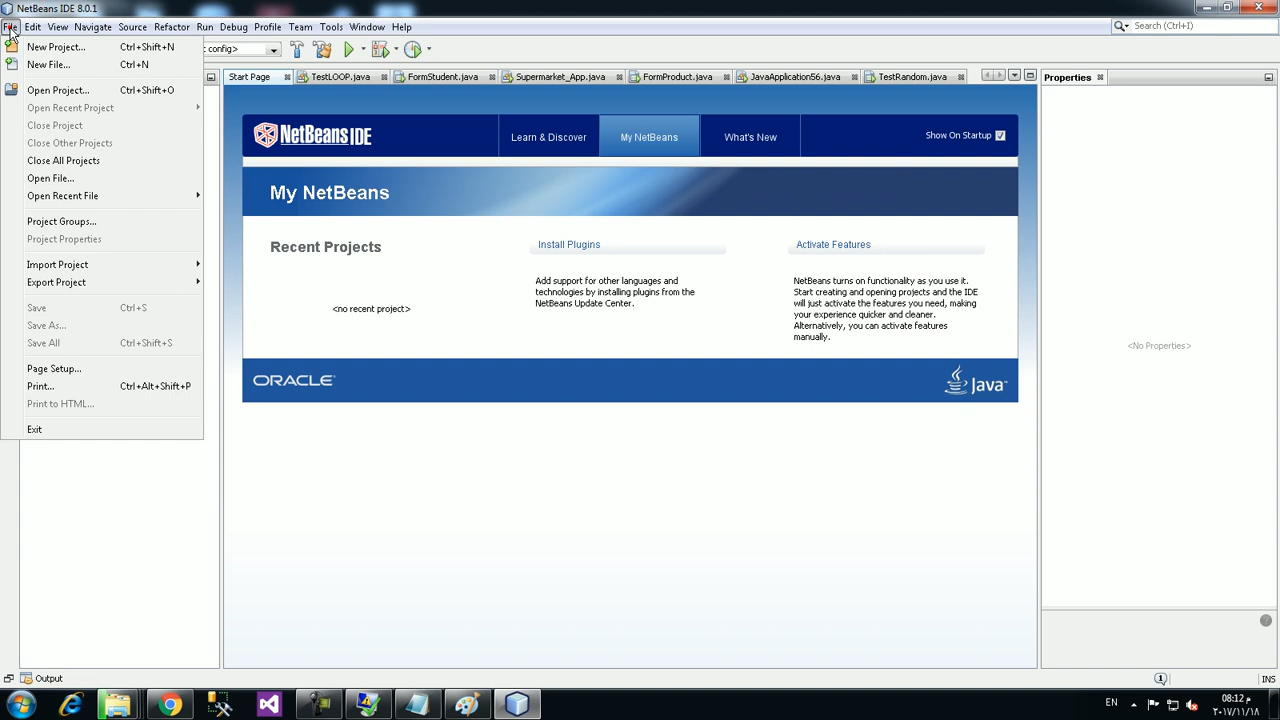 NetBeans IDE 8.0.1
File Edit View Navigate Source Refactor Run Debug Profile Team Tools Window Help
Search (Ctrl+I)
config>
New Project... Ctrl+Shift+N
New File... Ctrl+N
Open Project... Ctrl+Shift+O
Open Recent Project
Close Project
Close Other Projects
Close All Projects
Open File...
Open Recent File
Project Groups...
Project Properties
Import Project
Export Project
Save Ctrl+S
Save As...
Save All Ctrl+Shift+S
Page Setup...
Print... Ctrl+Alt+Shift+P
Print to HTML...
Exit
Start Page TestLOOP.java FormStudent.java Supermarket_App.java FormProduct.java JavaApplication56.java TestRandom.java
NetBeans IDE
Learn & Discover My NetBeans What's New Show On Startup
My NetBeans
Recent Projects
<no recent project>
Install Plugins
Add support for other languages and
technologies by installing plugins from the
NetBeans Update Center.
Activate Features
NetBeans turns on functionality as you use it.
Start creating and opening projects and the IDE
will just activate the features you need, making
your experience quicker and cleaner.
Alternatively, you can activate features
manually.
ORACLE
Java
Properties
<No Properties>
Output
1
INS
EN
08:12 م
٢٠١٧/١١/١٨